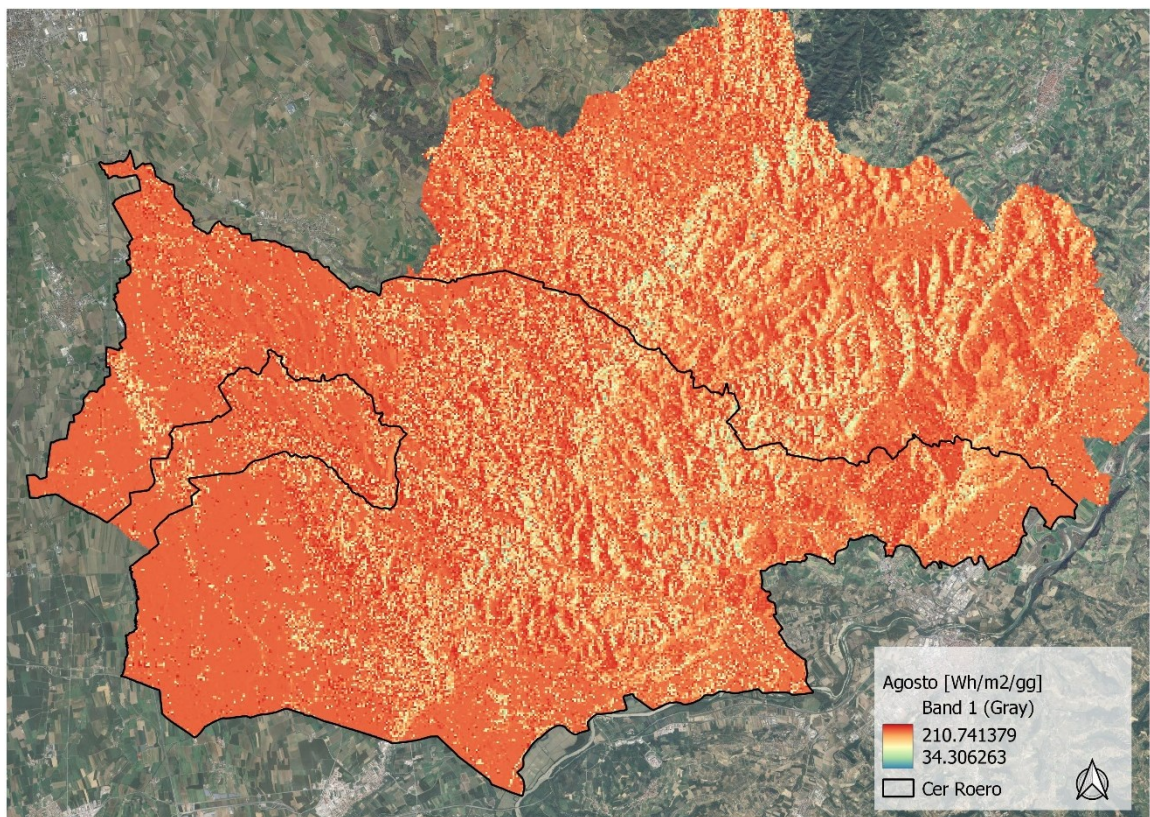 Agosto [Wh/m2/gg]
Band 1 (Gray)
210.741379
34.306263
Cer Roero